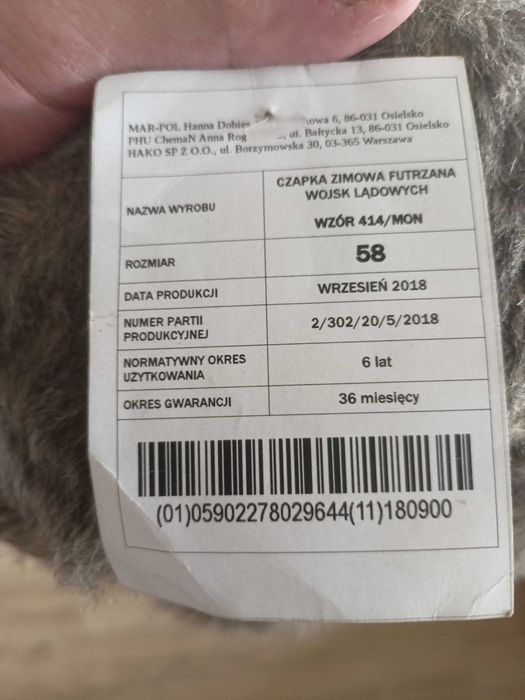 MAR-POL Hanna Dobies 6, 86-031 Osielsko
PHU ChemaN Anna Rog ul. Bałtycka 13, 86-031 Osielsko
HAKO SP Z O.O., ul. Borzymowska 30, 03-365 Warszawa
NAZWA WYROBU
CZAPKA ZIMOWA FUTRZANA
WOJSK LĄDOWYCH
WZÓR 414/MON
ROZMIAR
58
DATA PRODUKCJI
WRZESIEŃ 2018
NUMER PARTII
PRODUKCYJNEJ
2/302/20/5/2018
NORMATYWNY OKRES
UŻYTKOWANIA
6 lat
OKRES GWARANCJI
36 miesięcy
(01)05902278029644(11)180900